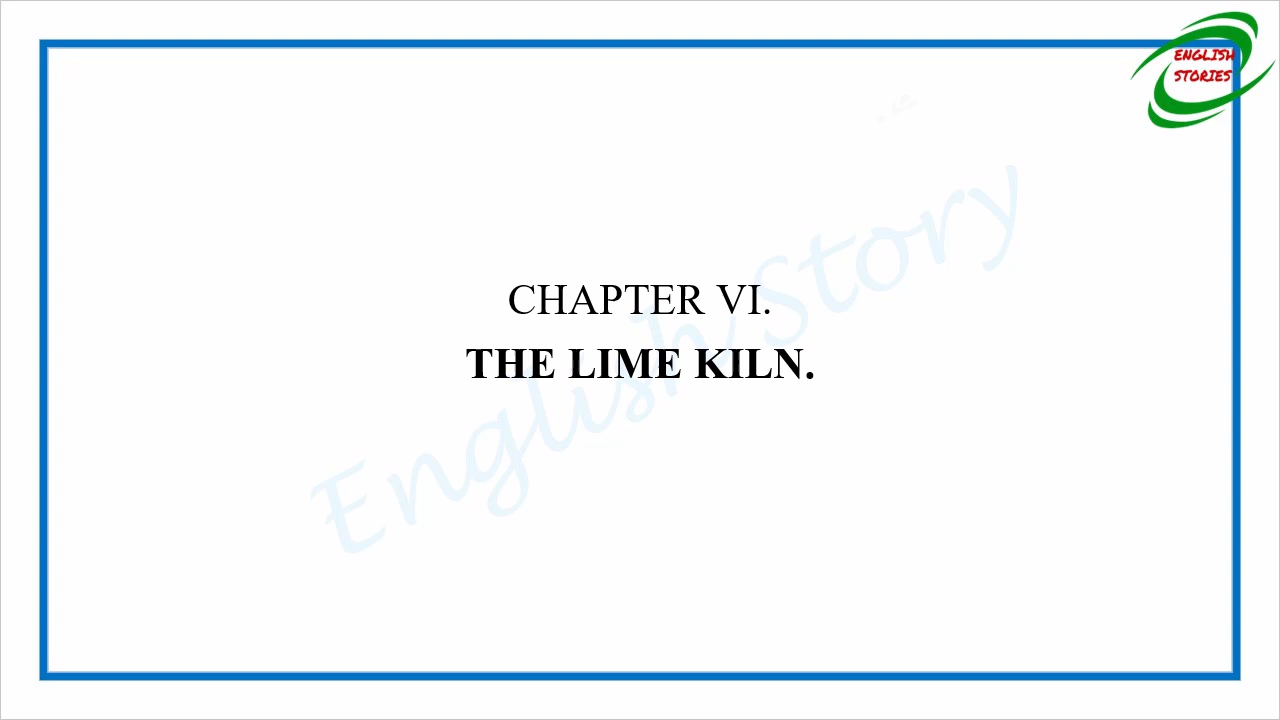 ENGLISH
STORIES
CHAPTER VI.
THE LIME KILN.
English Story